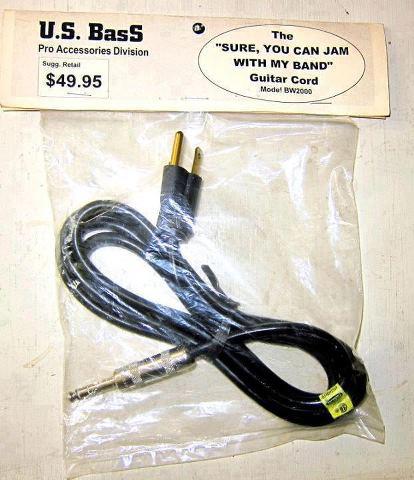 U.S. BasS
Pro Accessories Division
Sugg. Retail
$49.95
The
"SURE, YOU CAN JAM
WITH MY BAND"
Guitar Cord
Model BW2000